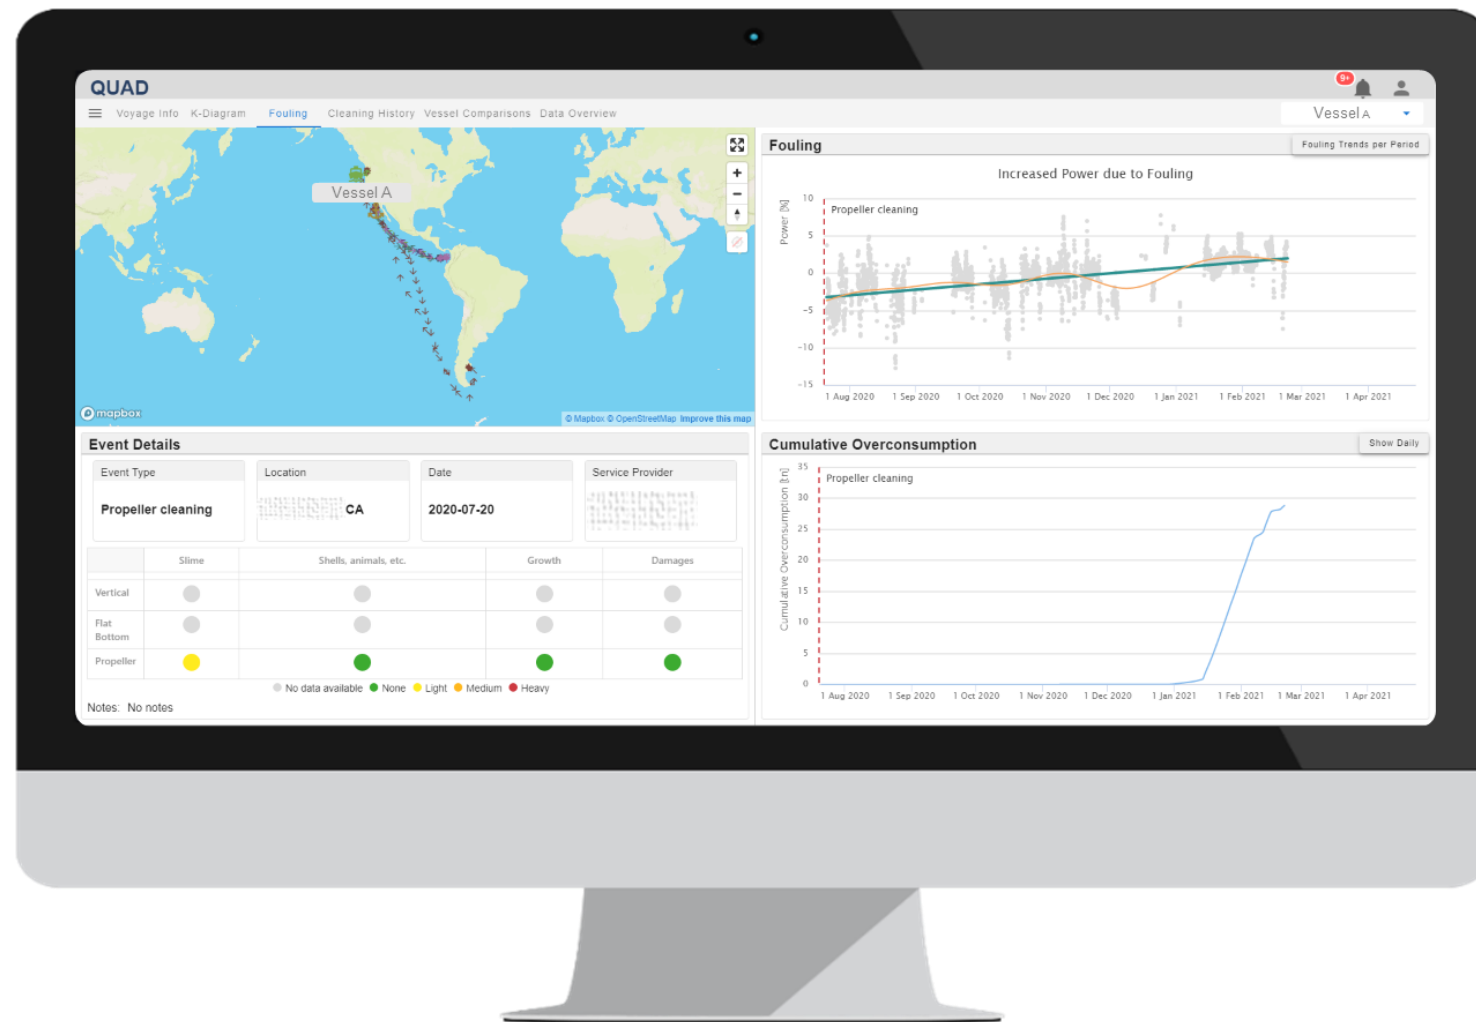 QUAD
9+
Voyage Info K-Diagram Fouling Cleaning History Vessel Comparisons Data Overview
Vessel A
Vessel A
mapbox
© Mapbox © OpenStreetMap Improve this map
Fouling
Fouling Trends per Period
Increased Power due to Fouling
Power [%]
10
5
0
-5
-10
-15
Propeller cleaning
1 Aug 2020 1 Sep 2020 1 Oct 2020 1 Nov 2020 1 Dec 2020 1 Jan 2021 1 Feb 2021 1 Mar 2021 1 Apr 2021
Event Details
Event Type Location Date Service Provider
Propeller cleaning CA 2020-07-20
Slime Shells, animals, etc. Growth Damages
Vertical
Flat
Bottom
Propeller
No data available None Light Medium Heavy
Notes: No notes
Cumulative Overconsumption
Show Daily
Cumulative Overconsumption [tn]
35
30
25
20
15
10
5
0
Propeller cleaning
1 Aug 2020 1 Sep 2020 1 Oct 2020 1 Nov 2020 1 Dec 2020 1 Jan 2021 1 Feb 2021 1 Mar 2021 1 Apr 2021